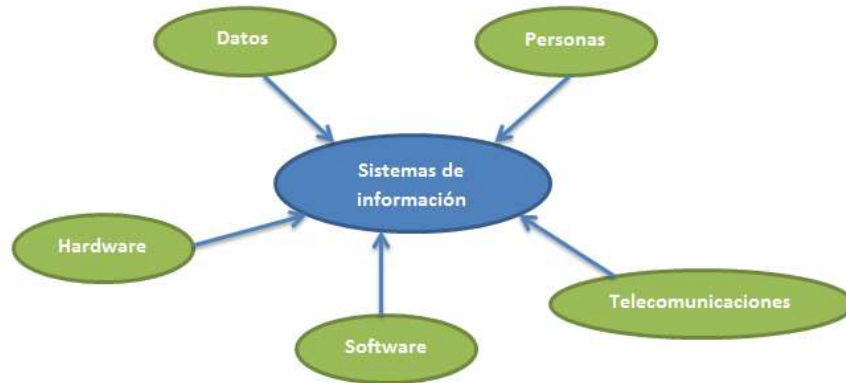 Datos
Personas
Sistemas de
información
Hardware
Telecomunicaciones
Software